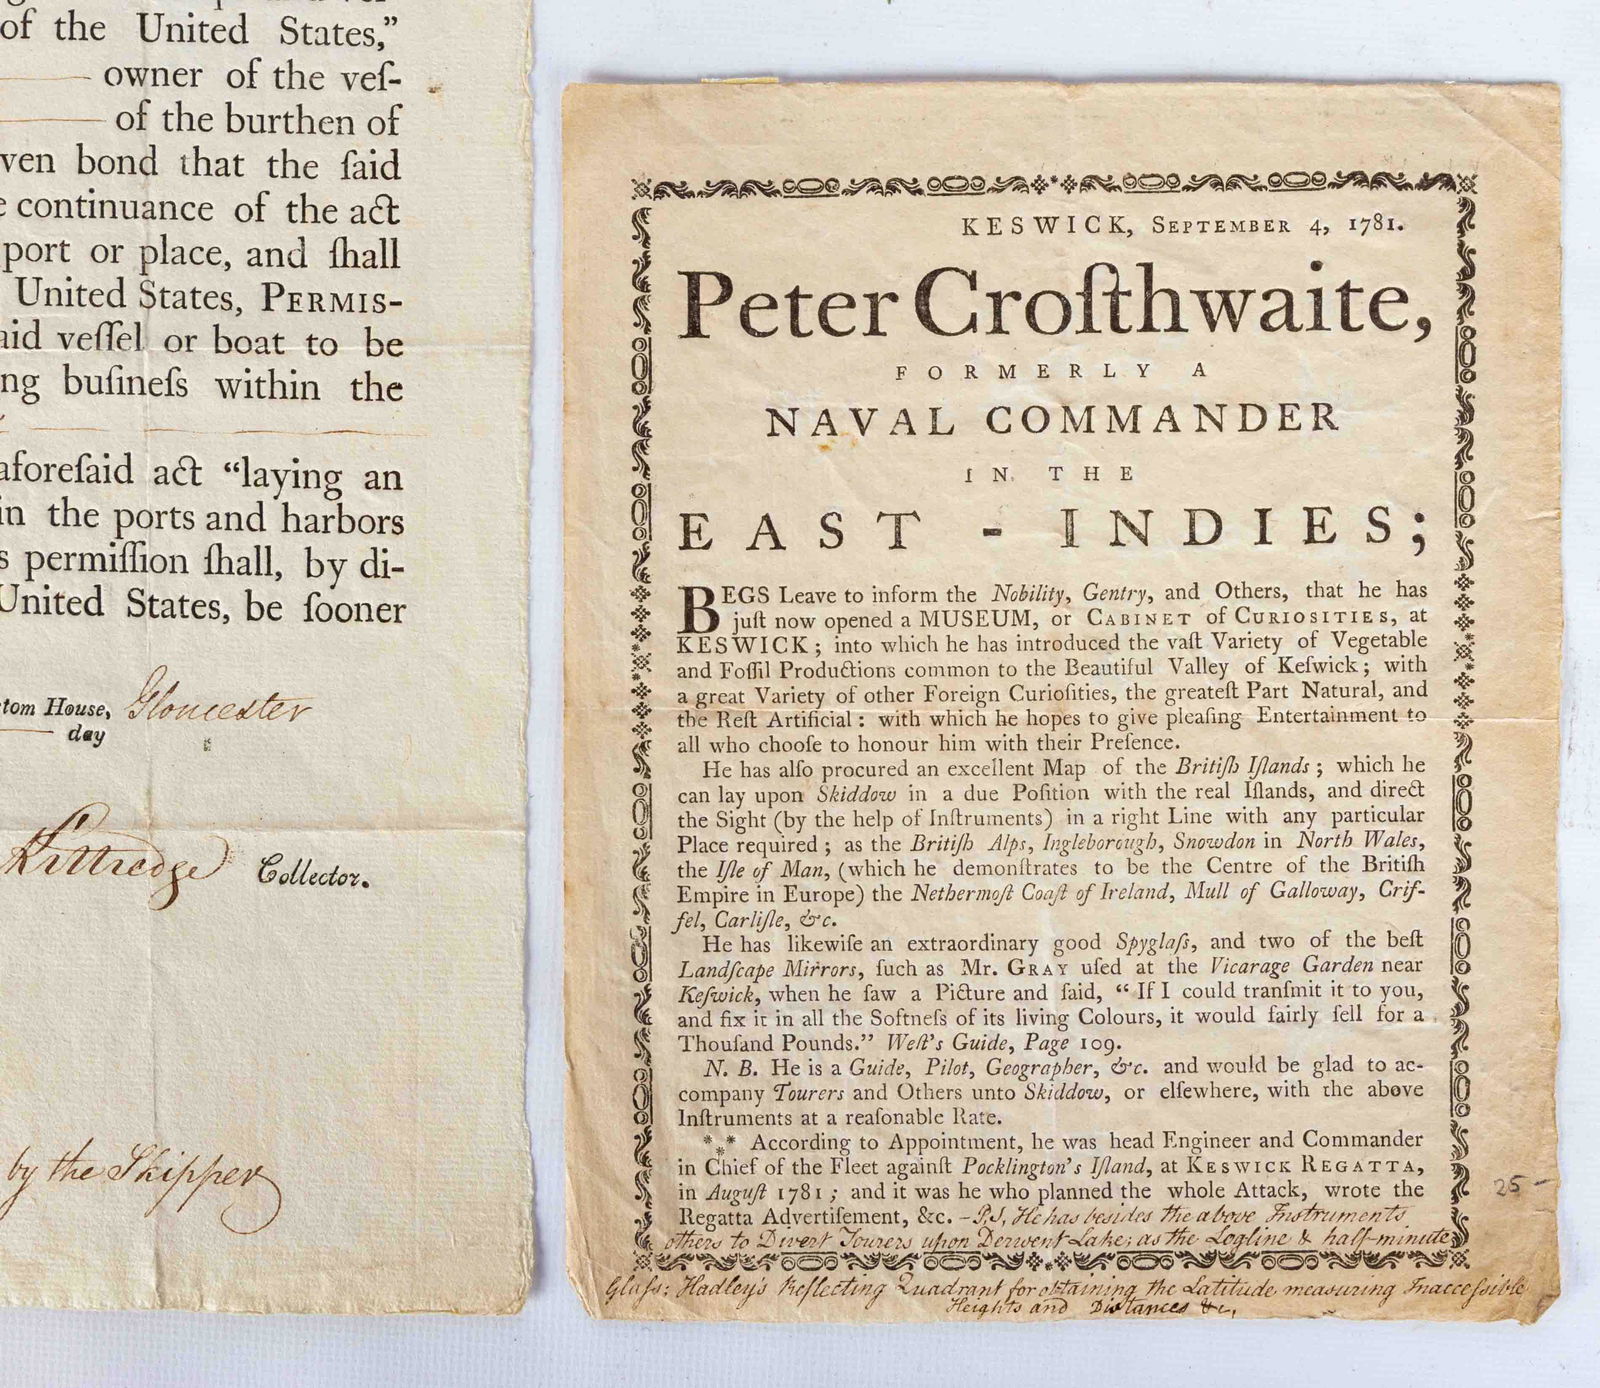 of the United States,”
owner of the veſ-
of the burthen of
ven bond that the ſaid
e continuance of the act
port or place, and ſhall
United States, PERMIS-
aid veſſel or boat to be
ng buſineſs within the
aforeſaid act “laying an
in the ports and harbors
s permiſſion ſhall, by di-
United States, be ſooner
tom House, Gloucester
day
Kittredge Collector.
by the Skipper
KESWICK, SEPTEMBER 4, 1781.
Peter Croſthwaite,
FORMERLY A
NAVAL COMMANDER
IN THE
EAST-INDIES;
BEGS Leave to inform the Nobility, Gentry, and Others, that he has
juſt now opened a MUSEUM, or CABINET of CURIOSITIES, at
KESWICK; into which he has introduced the vaſt Variety of Vegetable
and Foſſil Productions common to the Beautiful Valley of Keſwick; with
a great Variety of other Foreign Curioſities, the greateſt Part Natural, and
the Reſt Artificial: with which he hopes to give pleaſing Entertainment to
all who chooſe to honour him with their Preſence.
He has alſo procured an excellent Map of the Britiſh Iſlands; which he
can lay upon Skiddow in a due Poſition with the real Iſlands, and direct
the Sight (by the help of Inſtruments) in a right Line with any particular
Place required; as the Britiſh Alps, Ingleborough, Snowdon in North Wales,
the Iſle of Man, (which he demonſtrates to be the Centre of the Britiſh
Empire in Europe) the Nethermoſt Coaſt of Ireland, Mull of Galloway, Crif-
fel, Carliſle, &c.
He has likewiſe an extraordinary good Spyglaſs, and two of the beſt
Landſcape Mirrors, ſuch as Mr. GRAY uſed at the Vicarage Garden near
Keſwick, when he ſaw a Picture and ſaid, “If I could tranſmit it to you,
and fix it in all the Softneſs of its living Colours, it would fairly ſell for a
Thouſand Pounds.” Weſt's Guide, Page 109.
N. B. He is a Guide, Pilot, Geographer, &c. and would be glad to ac-
company Tourers and Others unto Skiddow, or elſewhere, with the above
Inſtruments at a reaſonable Rate.
*** According to Appointment, he was head Engineer and Commander
in Chief of the Fleet againſt Pocklington's Iſland, at KESWICK REGATTA,
in Auguſt 1781; and it was he who planned the whole Attack, wrote the
Regatta Advertiſement, &c. – P.S, He has besides the above Instruments
others to Divert Tourers upon Derwent Lake; as the Logline & half-minute
Glaſs; Hadley's Reflecting Quadrant for obtaining the Latitude measuring Inacceſsible
Heights and Distances &c,
25-